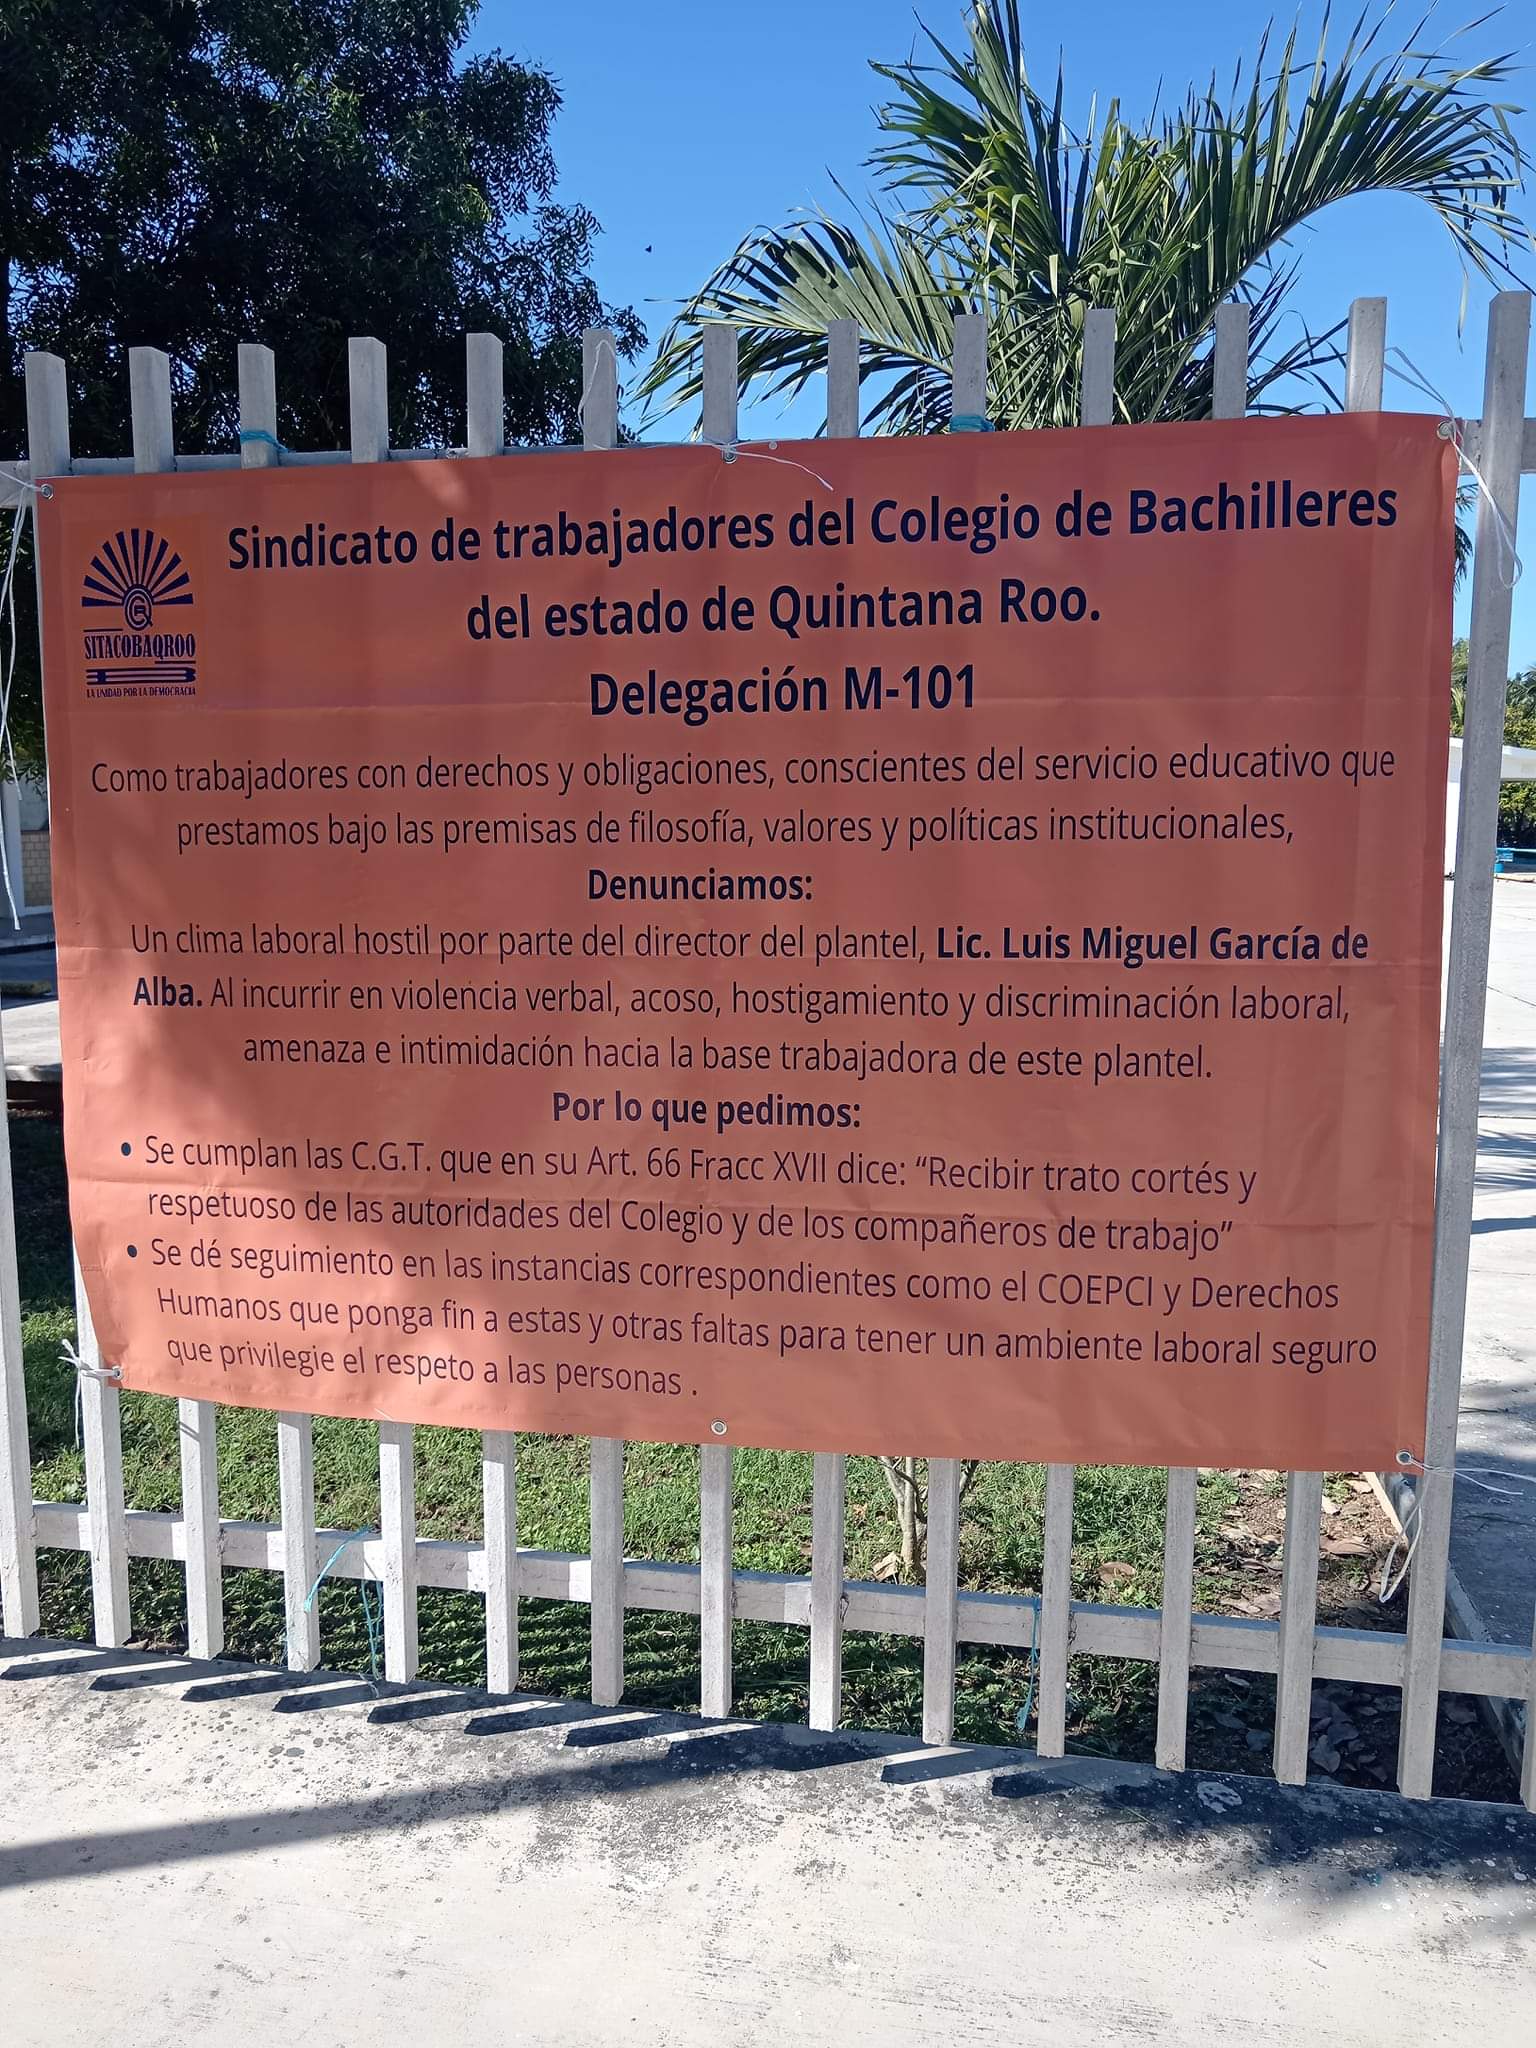 Sindicato de trabajadores del Colegio de Bachilleres
del estado de Quintana Roo.
Delegación M-101
SITACOBAQROO
LA UNIDAD POR LA DEMOCRACIA
Como trabajadores con derechos y obligaciones, conscientes del servicio educativo que
prestamos bajo las premisas de filosofía, valores y políticas institucionales,
Denunciamos:
Un clima laboral hostil por parte del director del plantel, Lic. Luis Miguel García de
Alba. Al incurrir en violencia verbal, acoso, hostigamiento y discriminación laboral,
amenaza e intimidación hacia la base trabajadora de este plantel.
Por lo que pedimos:
• Se cumplan las C.G.T. que en su Art. 66 Fracc XVII dice: “Recibir trato cortés y
respetuoso de las autoridades del Colegio y de los compañeros de trabajo”
• Se dé seguimiento en las instancias correspondientes como el COEPCI y Derechos
Humanos que ponga fin a estas y otras faltas para tener un ambiente laboral seguro
que privilegie el respeto a las personas .